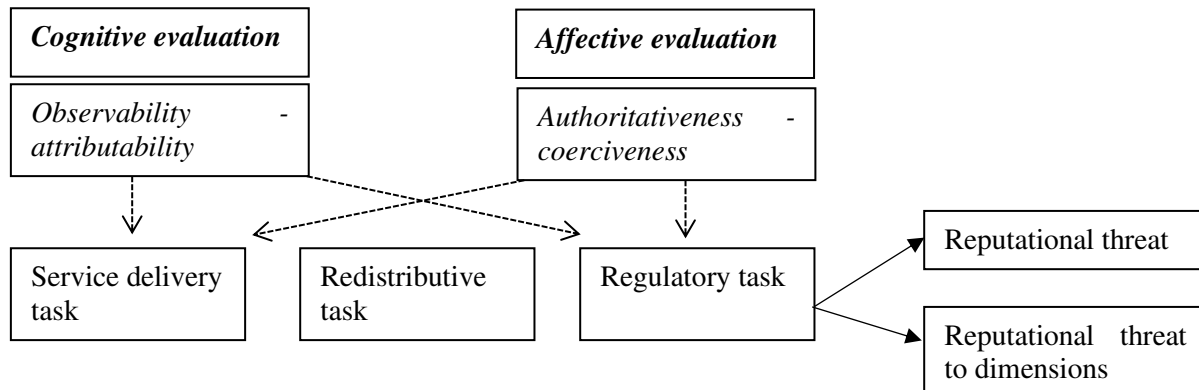 Cognitive evaluation
Affective evaluation
Observability -
attributability
Authoritativeness -
coerciveness
Service delivery
task
Redistributive
task
Regulatory task
Reputational threat
Reputational threat
to dimensions